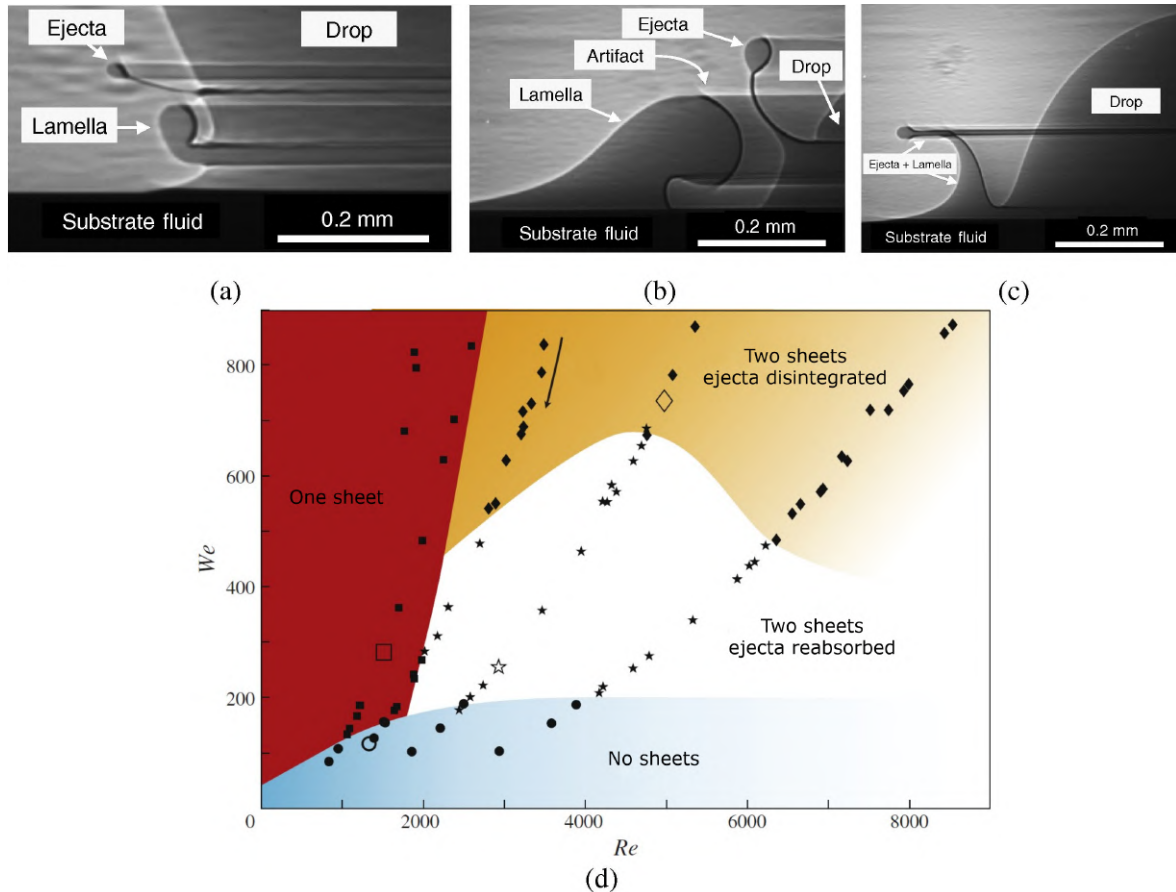 Ejecta
Drop
Lamella
Substrate fluid
0.2 mm
Ejecta
Artifact
Drop
Lamella
Substrate fluid
0.2 mm
Drop
Ejecta + Lamella
Substrate fluid
0.2 mm
(a)
(b)
(c)
800
600
400
200
0
We
Two sheets
ejecta disintegrated
One sheet
Two sheets
ejecta reabsorbed
No sheets
2000
4000
6000
8000
Re
(d)